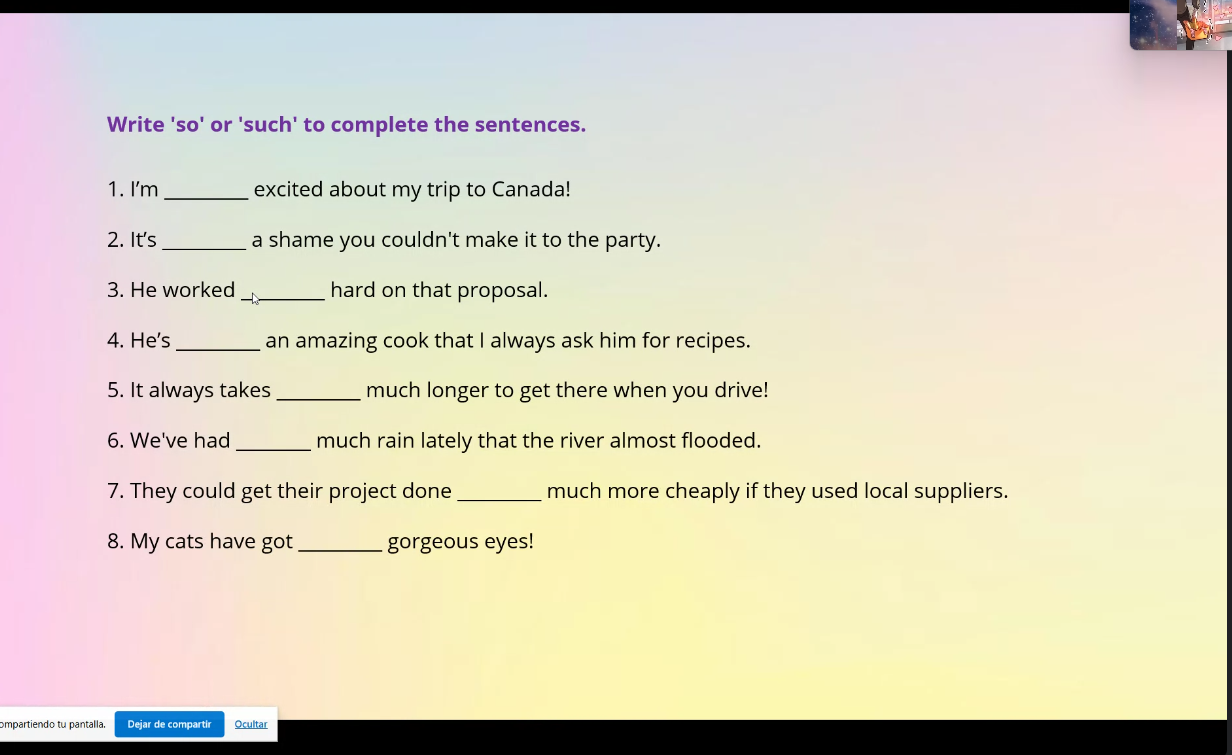 Write 'so' or 'such' to complete the sentences.
1. I’m ________ excited about my trip to Canada!
2. It’s ________ a shame you couldn't make it to the party.
3. He worked ________ hard on that proposal.
4. He’s ________ an amazing cook that I always ask him for recipes.
5. It always takes ________ much longer to get there when you drive!
6. We've had _______ much rain lately that the river almost flooded.
7. They could get their project done ________ much more cheaply if they used local suppliers.
8. My cats have got ________ gorgeous eyes!
ompartiendo tu pantalla. Dejar de compartir Ocultar